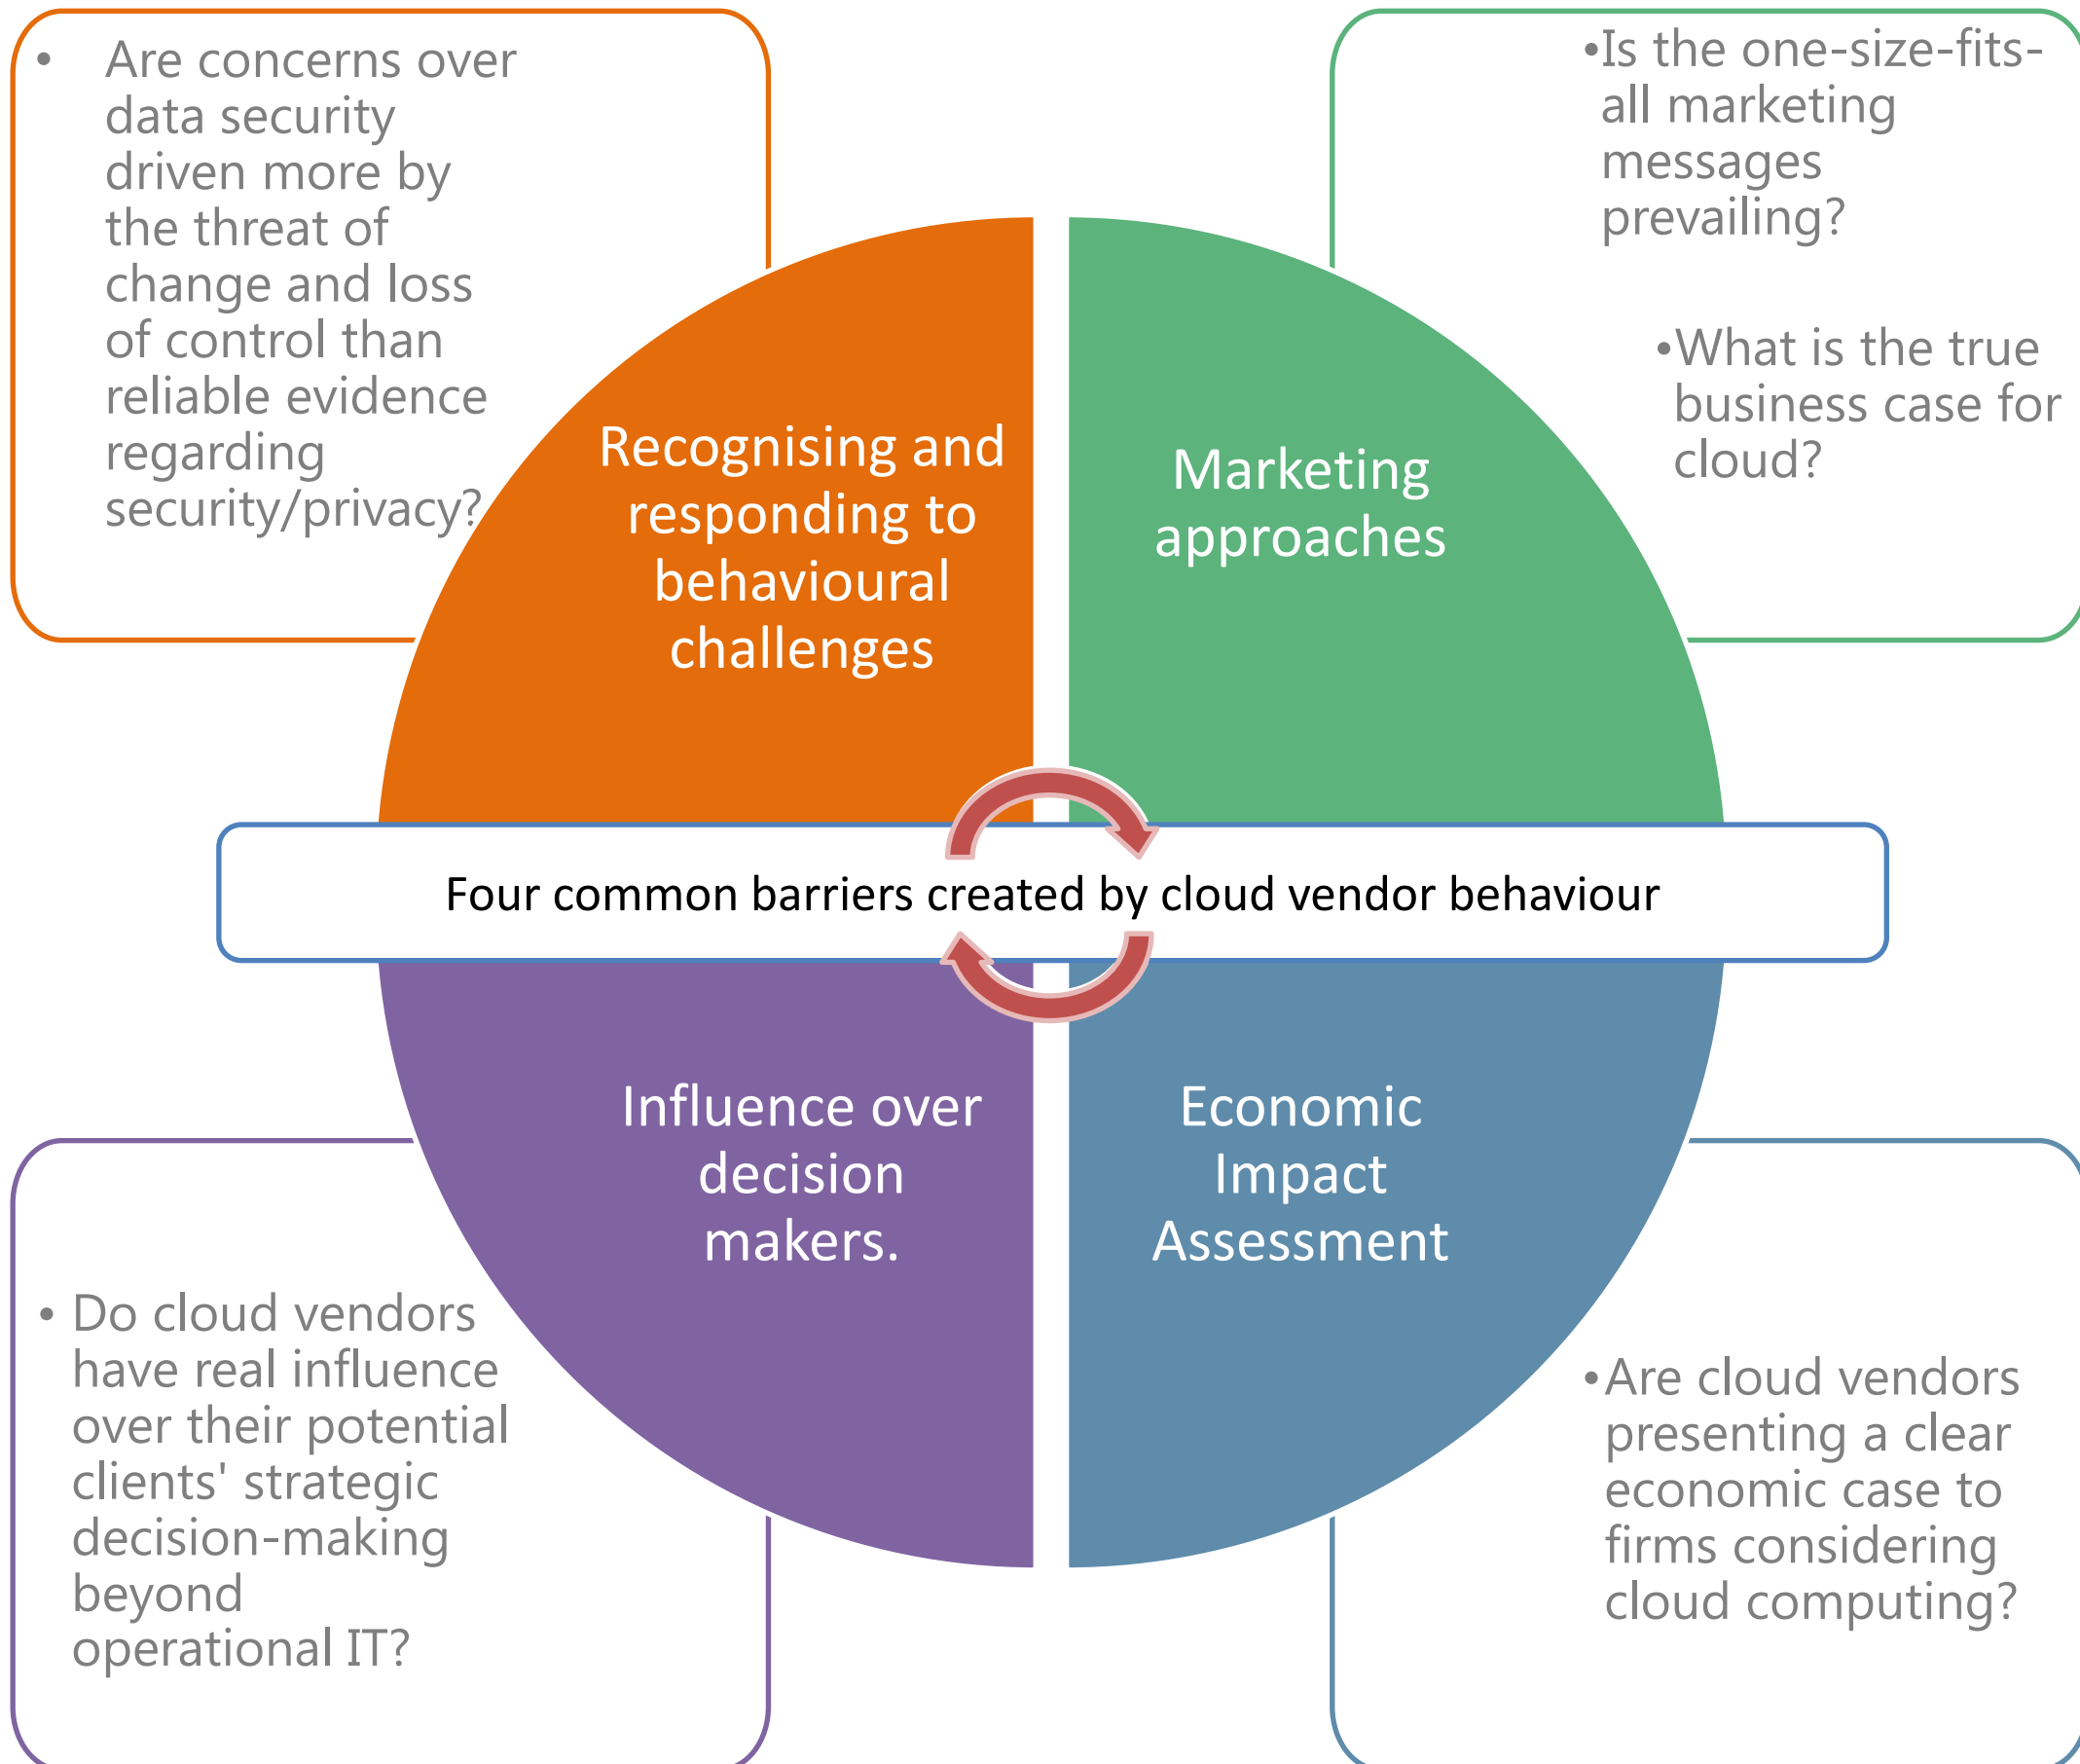 • Are concerns over
data security
driven more by
the threat of
change and loss
of control than
reliable evidence
regarding
security/privacy?
•Is the one-size-fits-
all marketing
messages
prevailing?
•What is the true
business case for
cloud?
Recognising and
responding to
behavioural
challenges
Marketing
approaches
Four common barriers created by cloud vendor behaviour
Influence over
decision
makers.
Economic
Impact
Assessment
• Do cloud vendors
have real influence
over their potential
clients' strategic
decision-making
beyond
operational IT?
•Are cloud vendors
presenting a clear
economic case to
firms considering
cloud computing?